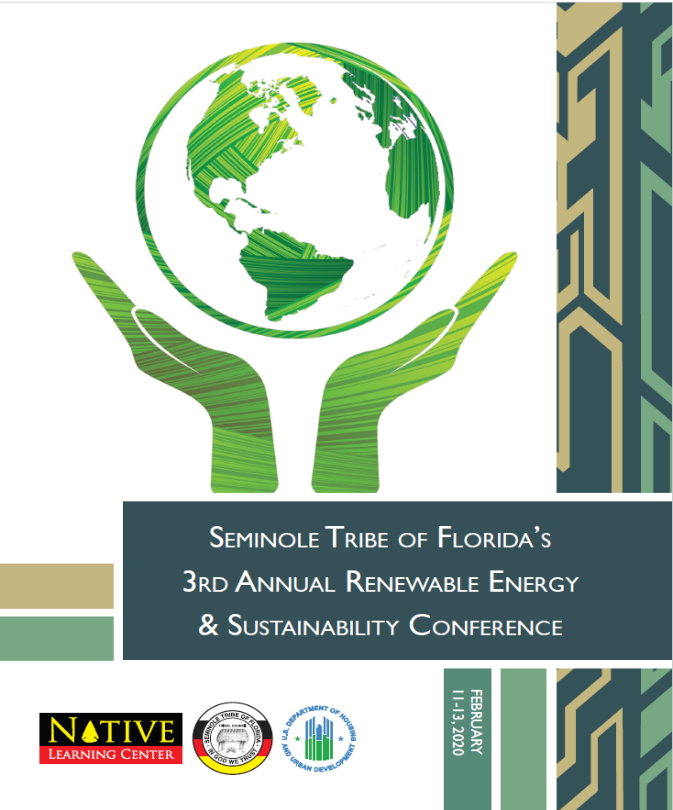 Seminole Tribe of Florida's
3rd Annual Renewable Energy
& Sustainability Conference
FEBRUARY
11-13, 2020
NATIVE
LEARNING CENTER
SEMINOLE TRIBE OF FLORIDA
IN GOD WE TRUST
U.S. DEPARTMENT OF HOUSING
AND URBAN DEVELOPMENT